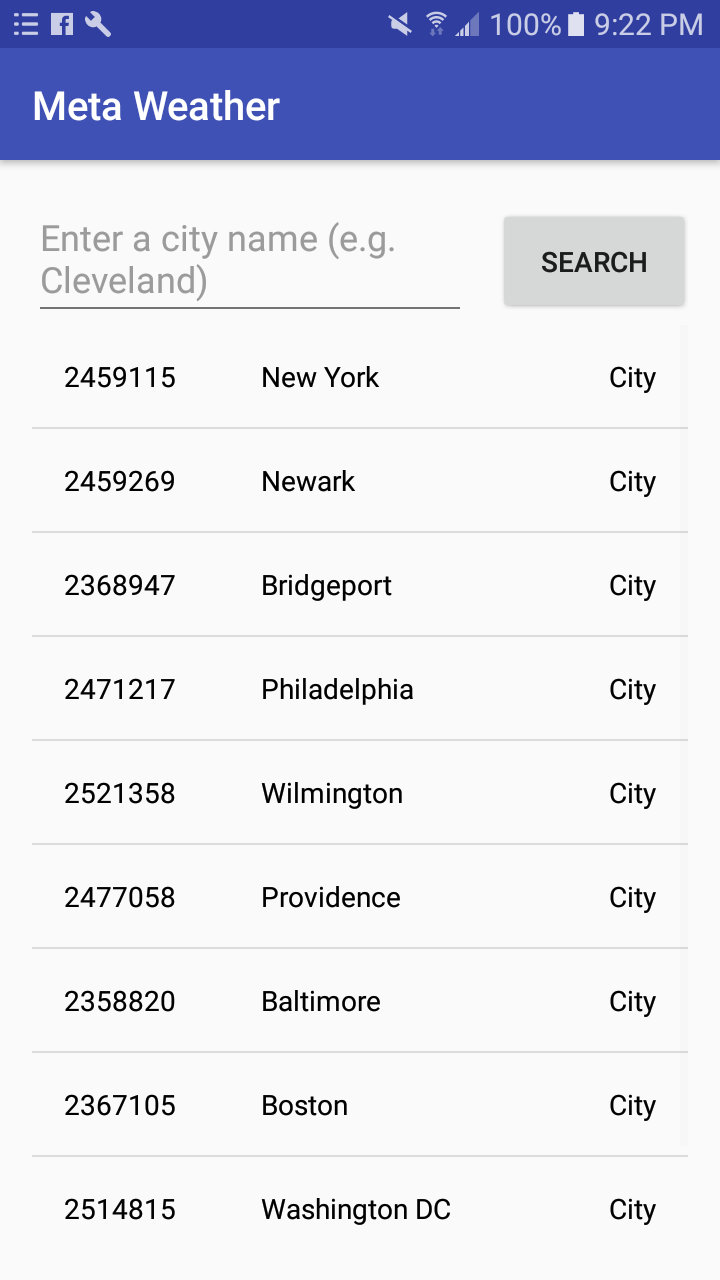 100% 9:22 PM
Meta Weather
Enter a city name (e.g.
Cleveland)
SEARCH
2459115 New York City
2459269 Newark City
2368947 Bridgeport City
2471217 Philadelphia City
2521358 Wilmington City
2477058 Providence City
2358820 Baltimore City
2367105 Boston City
2514815 Washington DC City